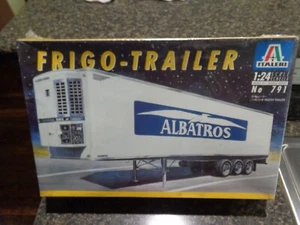 FRIGO-TRAILER
ITALERI
1:24
No 791
ALBATROS